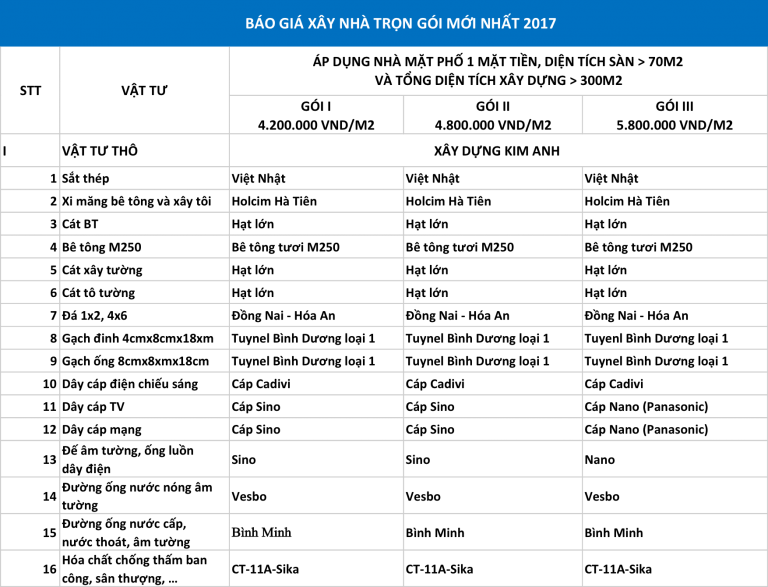 BÁO GIÁ XÂY NHÀ TRỌN GÓI MỚI NHẤT 2017
STT
VẬT TƯ
ÁP DỤNG NHÀ MẶT PHỐ 1 MẶT TIỀN, DIỆN TÍCH SÀN > 70M2
VÀ TỔNG DIỆN TÍCH XÂY DỰNG > 300M2
GÓI I
4.200.000 VND/M2
GÓI II
4.800.000 VND/M2
GÓI III
5.800.000 VND/M2
I VẬT TƯ THÔ XÂY DỰNG KIM ANH
1 Sắt thép Việt Nhật Việt Nhật Việt Nhật
2 Xi măng bê tông và xây tôi Holcim Hà Tiên Holcim Hà Tiên Holcim Hà Tiên
3 Cát BT Hạt lớn Hạt lớn Hạt lớn
4 Bê tông M250 Bê tông tươi M250 Bê tông tươi M250 Bê tông tươi M250
5 Cát xây tường Hạt lớn Hạt lớn Hạt lớn
6 Cát tô tường Hạt lớn Hạt lớn Hạt lớn
7 Đá 1x2, 4x6 Đồng Nai - Hóa An Đồng Nai - Hóa An Đồng Nai - Hóa An
8 Gạch đinh 4cmx8cmx18xm Tuynel Bình Dương loại 1 Tuynel Bình Dương loại 1 Tuyenl Bình Dương loại 1
9 Gạch ống 8cmx8xmx18cm Tuynel Bình Dương loại 1 Tuynel Bình Dương loại 1 Tuynel Bình Dương loại 1
10 Dây cáp điện chiếu sáng Cáp Cadivi Cáp Cadivi Cáp Cadivi
11 Dây cáp TV Cáp Sino Cáp Sino Cáp Nano (Panasonic)
12 Dây cáp mạng Cáp Sino Cáp Sino Cáp Nano (Panasonic)
13 Đế âm tường, ống luồn
dây điện Sino Sino Nano
14 Đường ống nước nóng âm
tường Vesbo Vesbo Vesbo
15 Đường ống nước cấp,
nước thoát, âm tường Bình Minh Bình Minh Bình Minh
16 Hóa chất chống thấm ban
công, sân thượng, ... CT-11A-Sika CT-11A-Sika CT-11A-Sika